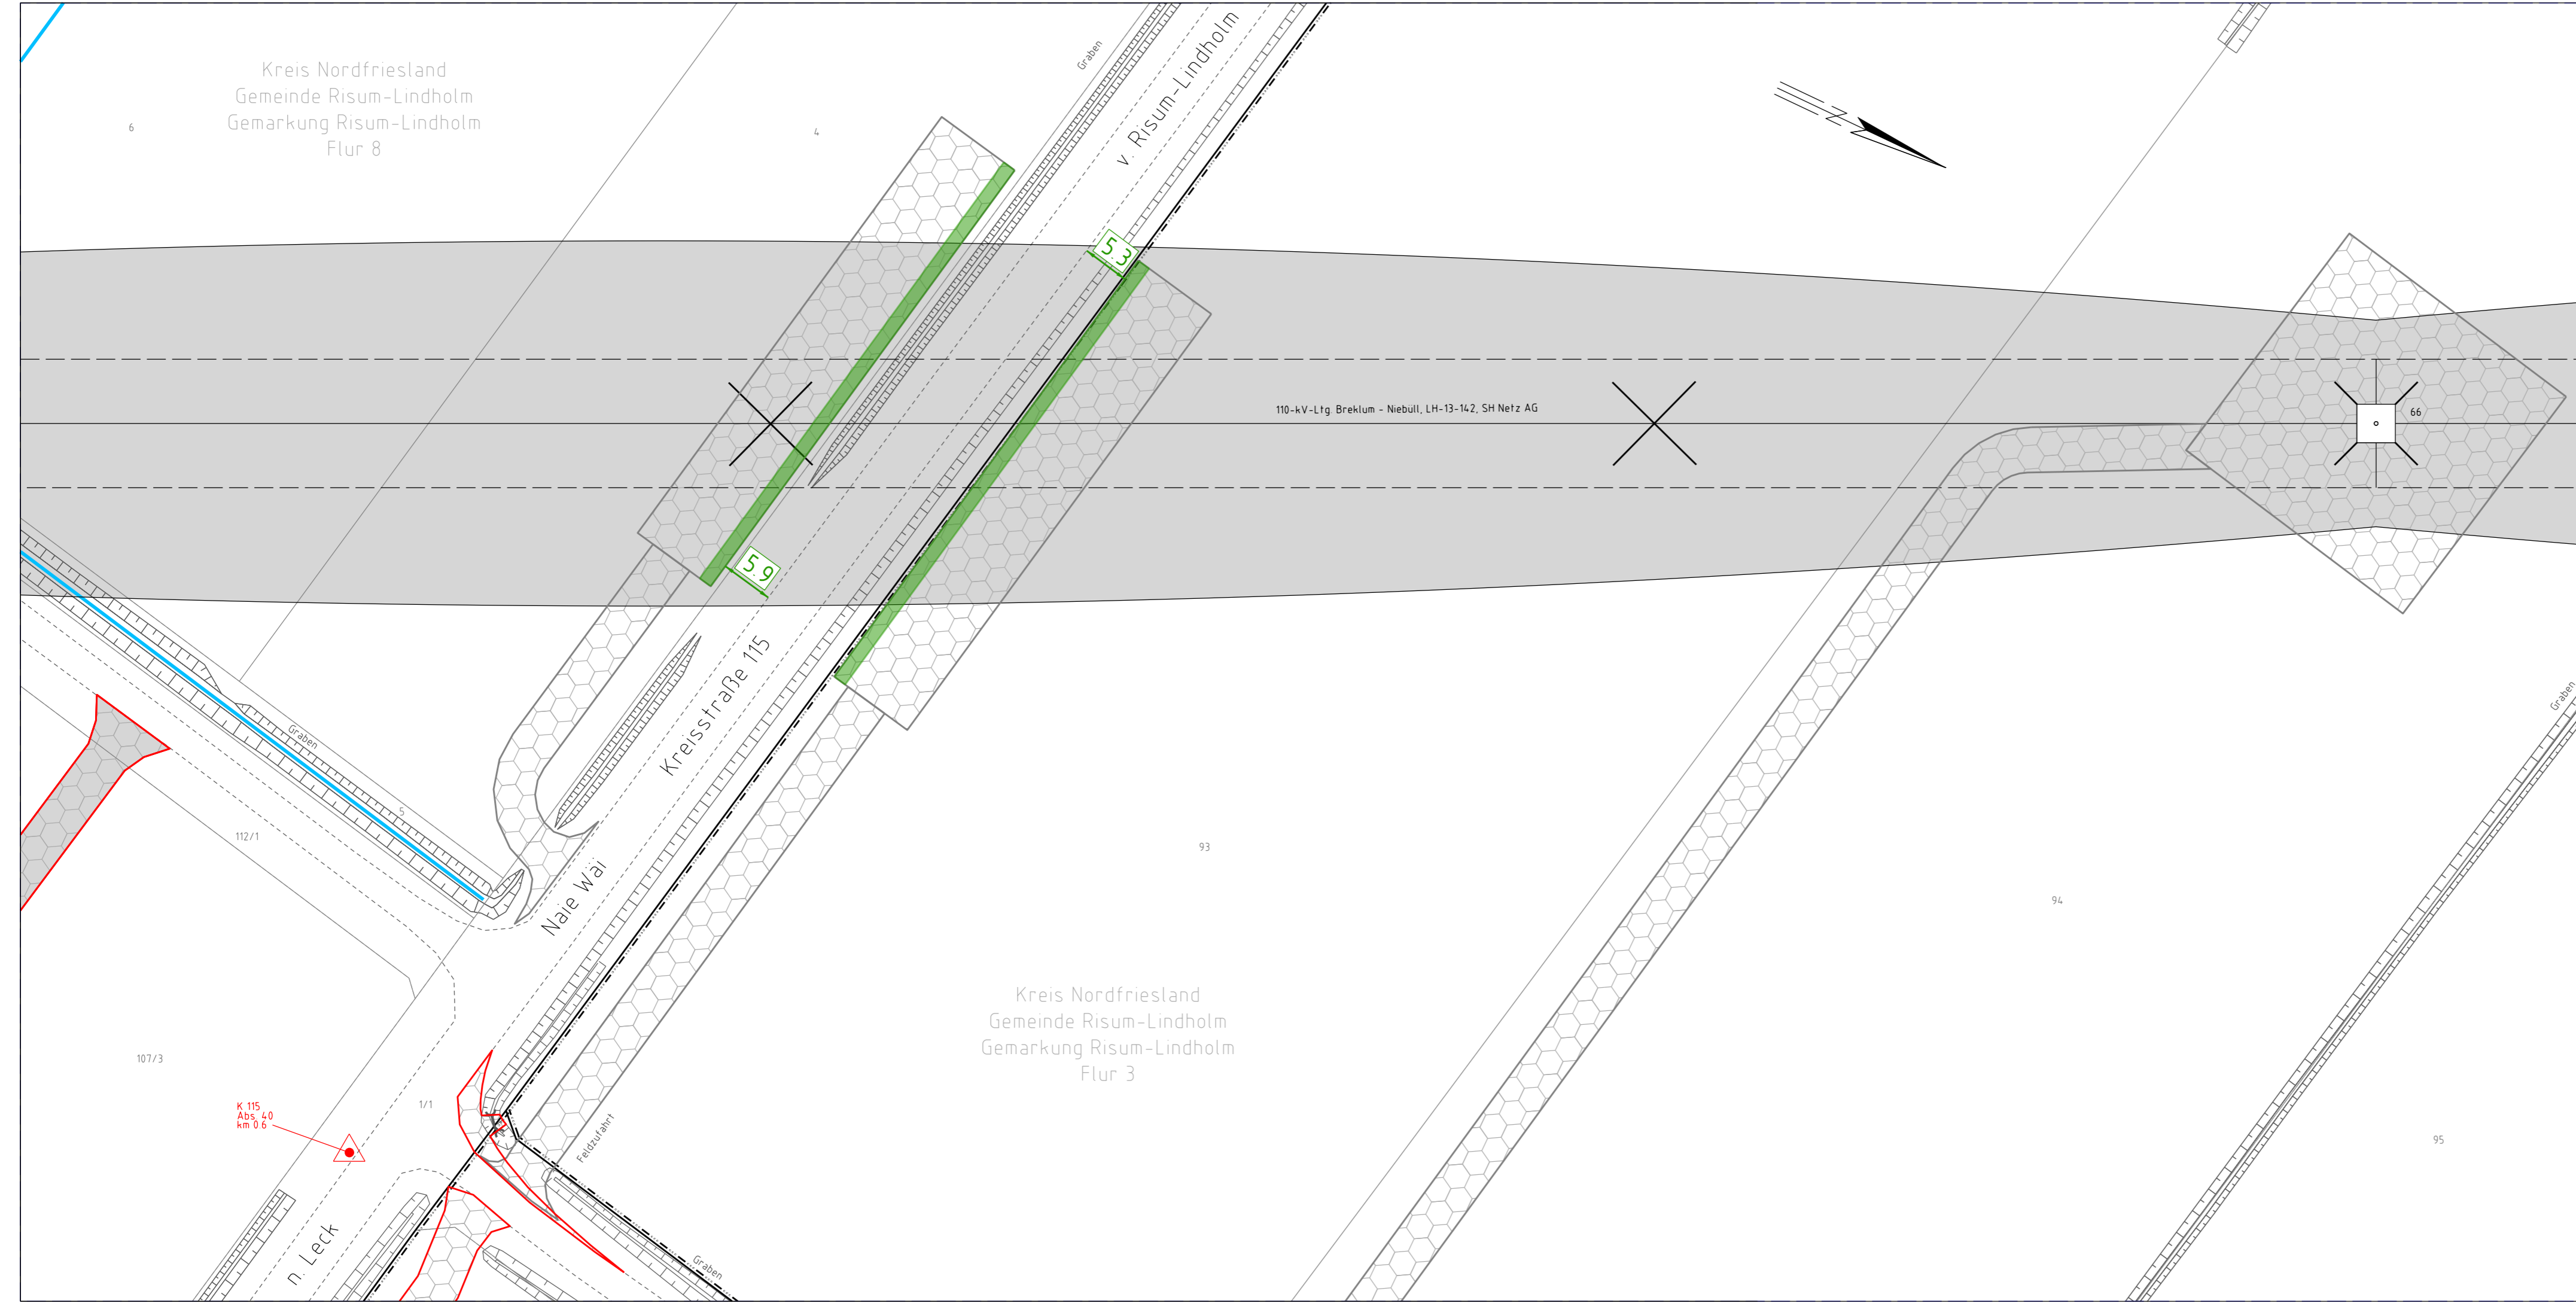 Kreis Nordfriesland
Gemeinde Risum-Lindholm
Gemarkung Risum-Lindholm
Flur 8
6
4
Graben
v. Risum-Lindholm
5.3
110-kV-Ltg. Breklum - Niebüll, LH-13-142, SH Netz AG
66
5.9
Kreisstraße 115
Naie Wäi
Graben
5
112/1
93
94
95
Graben
Kreis Nordfriesland
Gemeinde Risum-Lindholm
Gemarkung Risum-Lindholm
Flur 3
107/3
1/1
K 115
Abs. 40
km 0.6
Feldzufahrt
n. Leck
Graben